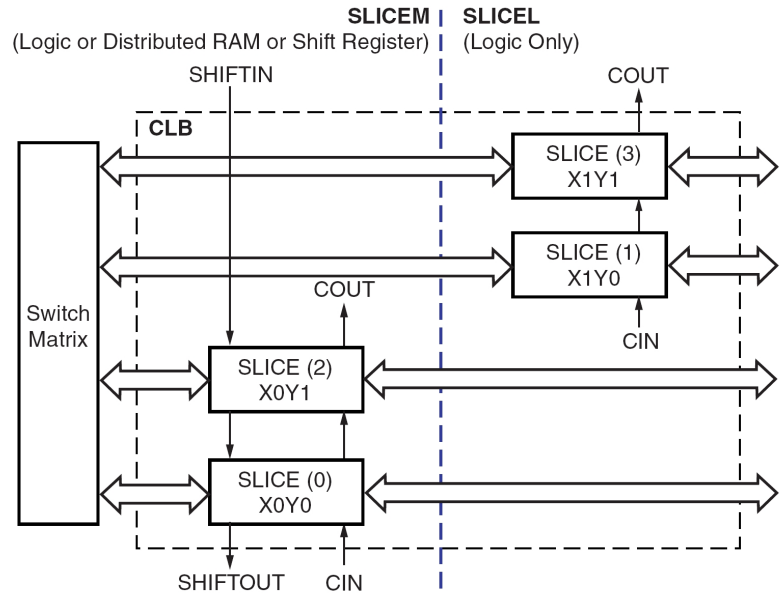 SLICEM
(Logic or Distributed RAM or Shift Register)
SLICEL
(Logic Only)
SHIFTIN
COUT
CLB
SLICE (3)
X1Y1
SLICE (1)
X1Y0
Switch
Matrix
COUT
CIN
SLICE (2)
X0Y1
SLICE (0)
X0Y0
SHIFTOUT
CIN